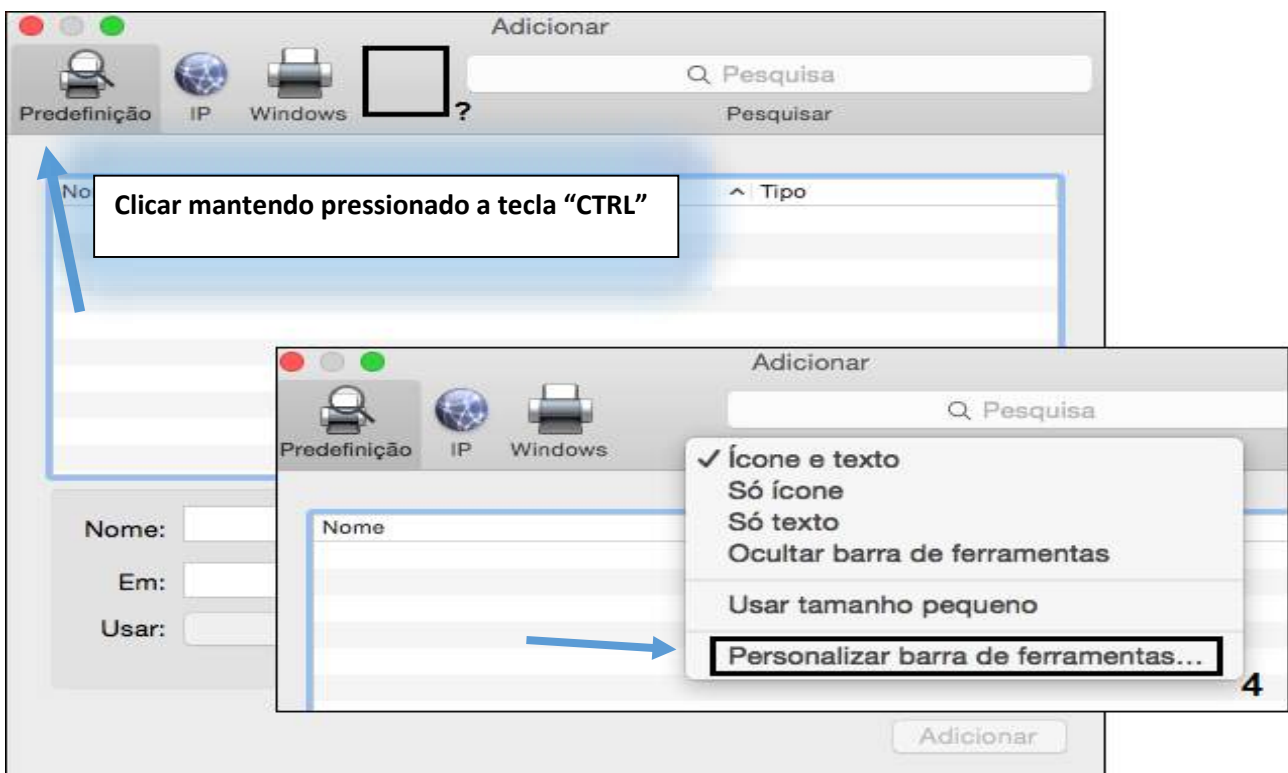 Adicionar
Pesquisa
Predefinição IP Windows ? Pesquisar
No ^ Tipo
Clicar mantendo pressionado a tecla “CTRL”
Nome:
Em:
Usar:
Adicionar
Adicionar
Pesquisa
Predefinição IP Windows
Nome
✓ Ícone e texto
Só ícone
Só texto
Ocultar barra de ferramentas
Usar tamanho pequeno
Personalizar barra de ferramentas...
4